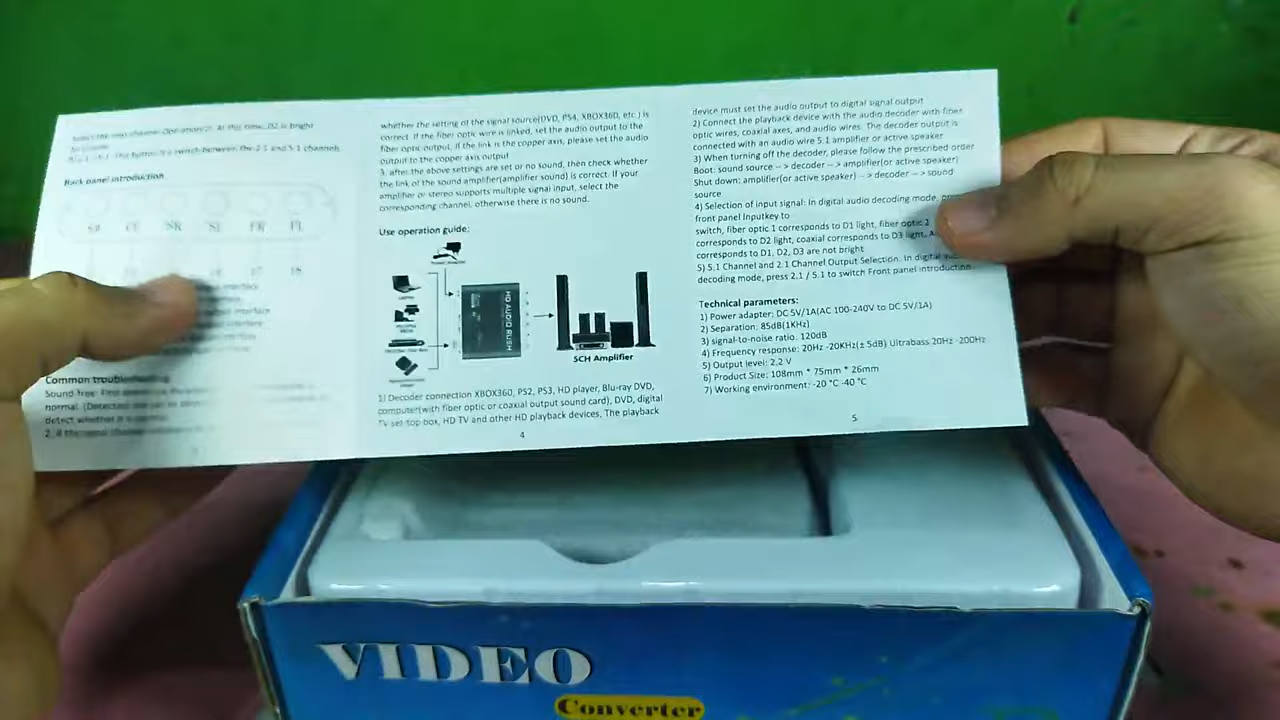 Back panel introduction
SW CE SR SL FR FL
interface
interface
Common troubleshooting
normal.
whether the setting of the signal source(DVD, PS4, XBOX360, etc.) is
correct. If the fiber optic wire is linked, set the audio output to the
fiber optic output, if the link is the copper axis, please set the audio
output to the copper axis output
3. after the above settings are set or no sound, then check whether
the link of the sound amplifier(amplifier sound) is correct. If your
amplifier or stereo supports multiple signal input, select the
corresponding channel, otherwise there is no sound.
Use operation guide:
HD AUDIO RUSH
5CH Amplifier
1) Decoder connection XBOX360, PS2, PS3, HD player, Blu-ray DVD,
computer(with fiber optic or coaxial output sound card), DVD, digital
TV set-top box, HD TV and other HD playback devices, The playback
4
device must set the audio output to digital signal output
2) Connect the playback device with the audio decoder with fiber
optic wires, coaxial axes, and audio wires. The decoder output is
connected with an audio wire 5.1 amplifier or active speaker
3) When turning off the decoder, please follow the prescribed order
Boot: sound source -- > decoder -- > amplifier(or active speaker)
Shut down: amplifier(or active speaker) -- > decoder -- > sound
source
4) Selection of input signal: In digital audio decoding mode,
front panel Inputkey to
switch, fiber optic 1 corresponds to D1 light, fiber optic 2
corresponds to D2 light, coaxial corresponds to D3 light,
corresponds to D1, D2, D3 are not bright
5) 5.1 Channel and 2.1 Channel Output Selection. In digital
decoding mode, press 2.1 / 5.1 to switch Front panel introduction
Technical parameters:
1) Power adapter: DC 5V/1A(AC 100-240V to DC 5V/1A)
2) Separation: 85dB(1KHz)
3) signal-to-noise ratio: 120dB
4) Frequency response: 20Hz -20KHz(± 5dB) Ultrabass 20Hz -200Hz
5) Output level: 2.2 V
6) Product Size: 108mm * 75mm * 26mm
7) Working environment: -20 °C -40 °C
5
VIDEO
Converter